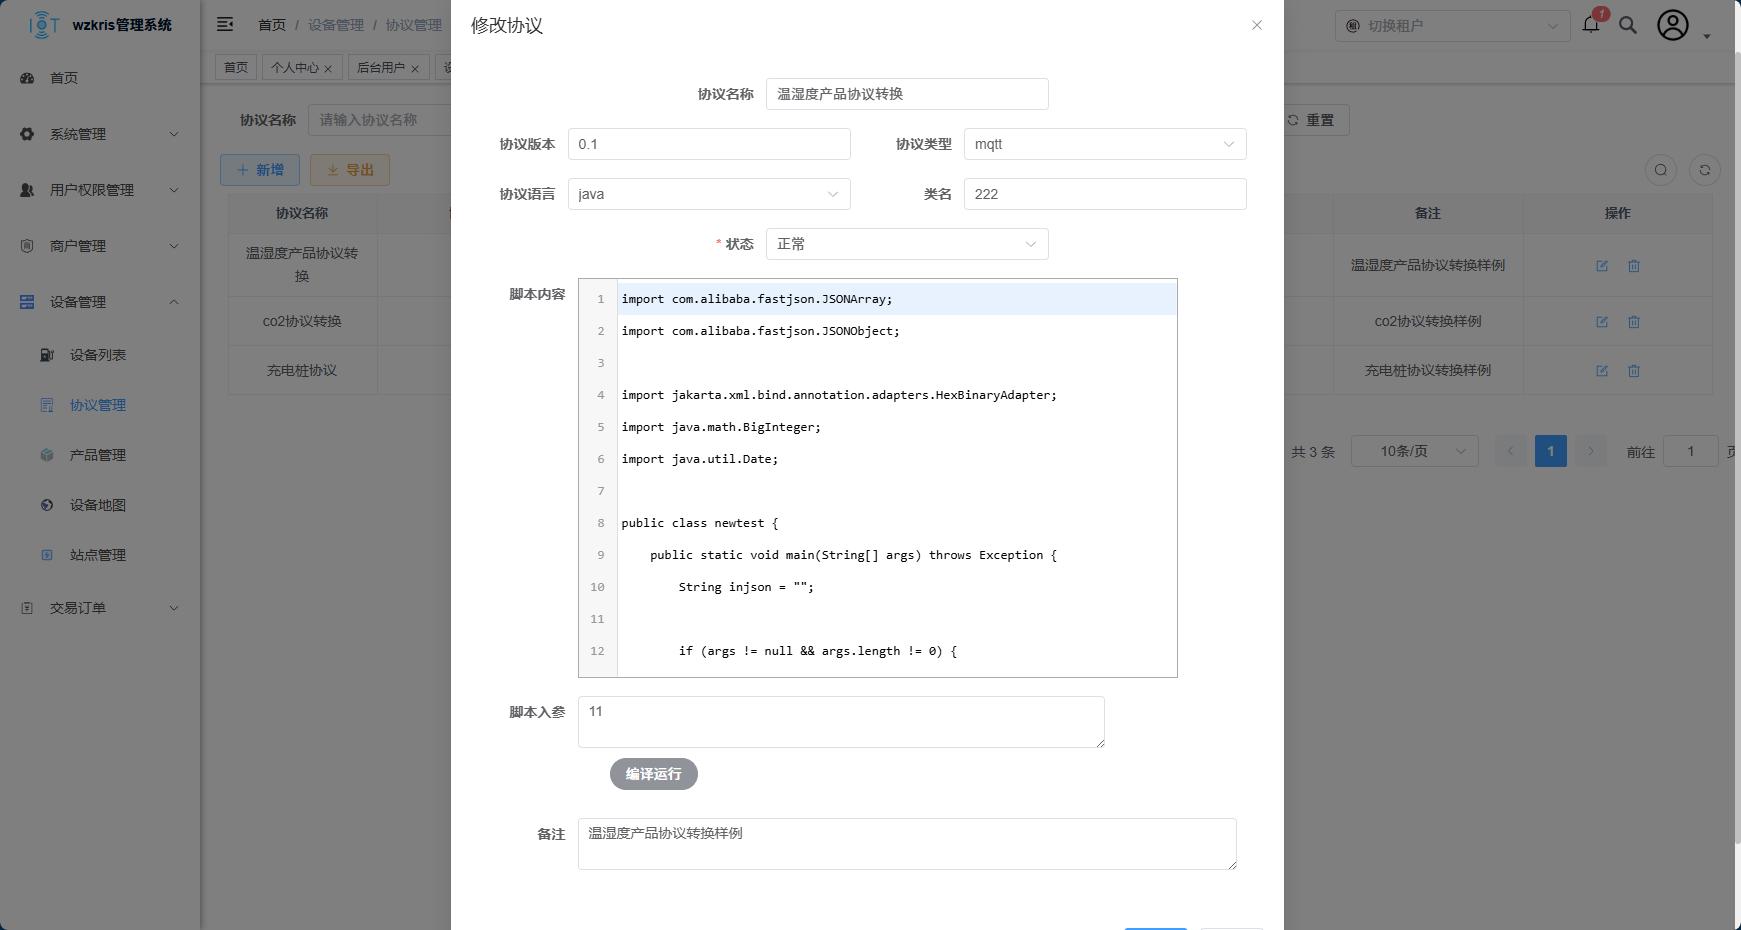 IOT wzkris管理系统
首页
系统管理
用户权限管理
商户管理
设备管理
设备列表
协议管理
产品管理
设备地图
站点管理
交易订单
首页 / 设备管理 / 协议管理
切换租户
1
首页
个人中心 ×
后台用户 ×
协议名称 请输入协议名称
重置
+ 新增
导出
协议名称
备注
操作
温湿度产品协议转换
温湿度产品协议转换样例
co2协议转换
co2协议转换样例
充电桩协议
充电桩协议转换样例
共 3 条
10条/页
1
前往 1
修改协议
协议名称 温湿度产品协议转换
协议版本 0.1
协议类型 mqtt
协议语言 java
类名 222
* 状态 正常
脚本内容
1 import com.alibaba.fastjson.JSONArray;
2 import com.alibaba.fastjson.JSONObject;
3
4 import jakarta.xml.bind.annotation.adapters.HexBinaryAdapter;
5 import java.math.BigInteger;
6 import java.util.Date;
7
8 public class newtest {
9 public static void main(String[] args) throws Exception {
10 String injson = "";
11
12 if (args != null && args.length != 0) {
脚本入参 11
编译运行
备注 温湿度产品协议转换样例